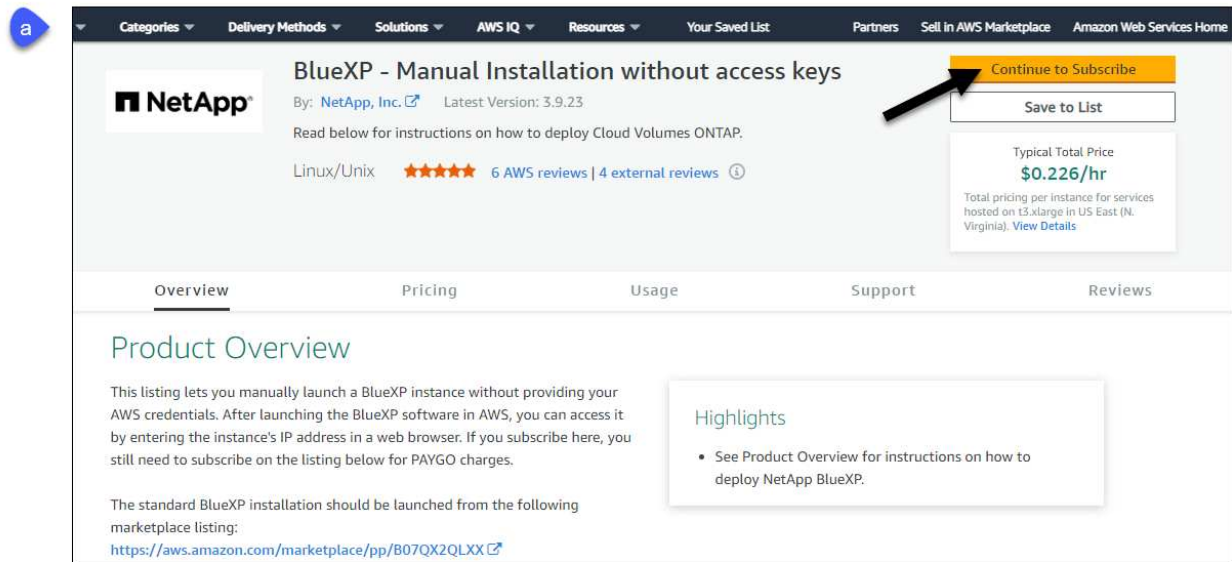 a
Categories Delivery Methods Solutions AWS IQ Resources Your Saved List Partners Sell in AWS Marketplace Amazon Web Services Home
NetApp
BlueXP - Manual Installation without access keys
By: NetApp, Inc. Latest Version: 3.9.23
Read below for instructions on how to deploy Cloud Volumes ONTAP.
Linux/Unix 6 AWS reviews | 4 external reviews
Continue to Subscribe
Save to List
Typical Total Price
$0.226/hr
Total pricing per instance for services
hosted on t3.xlarge in US East (N.
Virginia). View Details
Overview Pricing Usage Support Reviews
Product Overview
This listing lets you manually launch a BlueXP instance without providing your
AWS credentials. After launching the BlueXP software in AWS, you can access it
by entering the instance's IP address in a web browser. If you subscribe here, you
still need to subscribe on the listing below for PAYGO charges.
The standard BlueXP installation should be launched from the following
marketplace listing:
https://aws.amazon.com/marketplace/pp/B07QX2QLXX
Highlights
• See Product Overview for instructions on how to
deploy NetApp BlueXP.